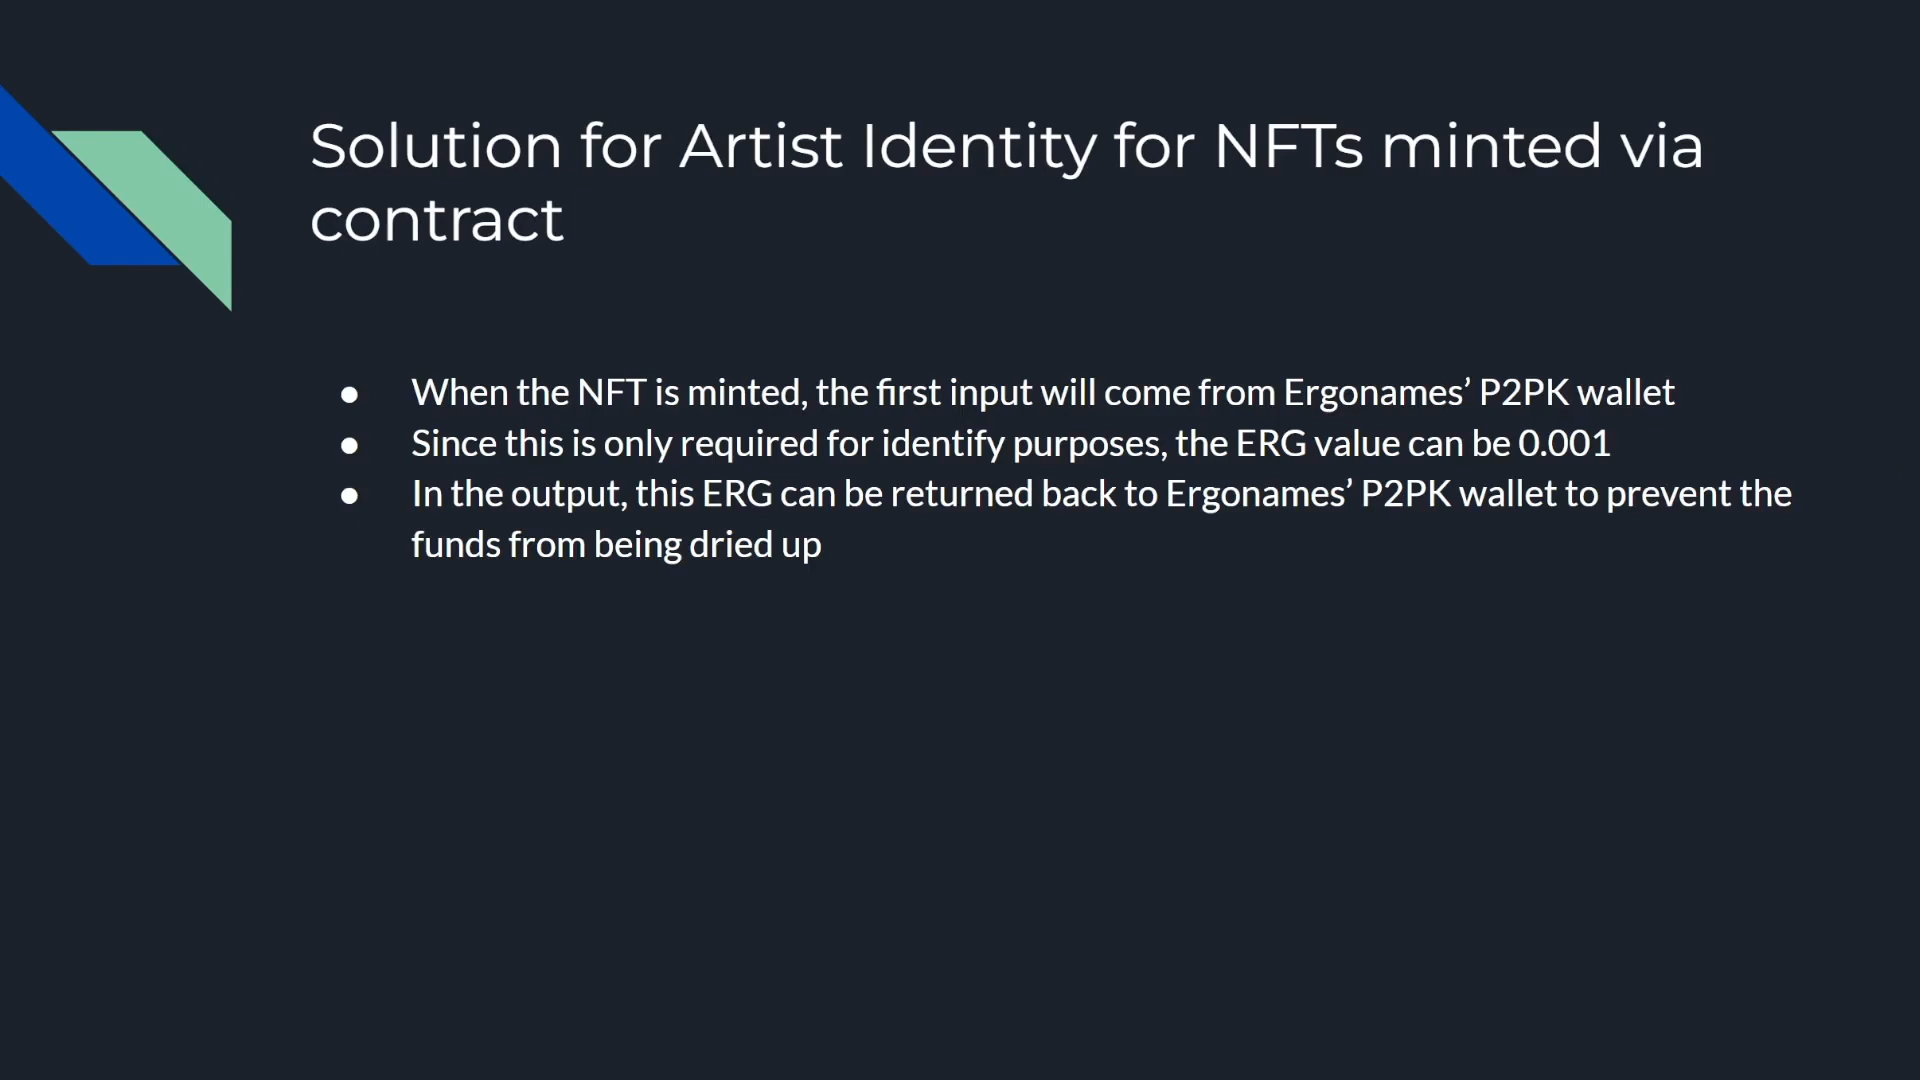 Solution for Artist Identity for NFTs minted via
contract
● When the NFT is minted, the first input will come from Ergonames’ P2PK wallet
● Since this is only required for identify purposes, the ERG value can be 0.001
● In the output, this ERG can be returned back to Ergonames’ P2PK wallet to prevent the
funds from being dried up